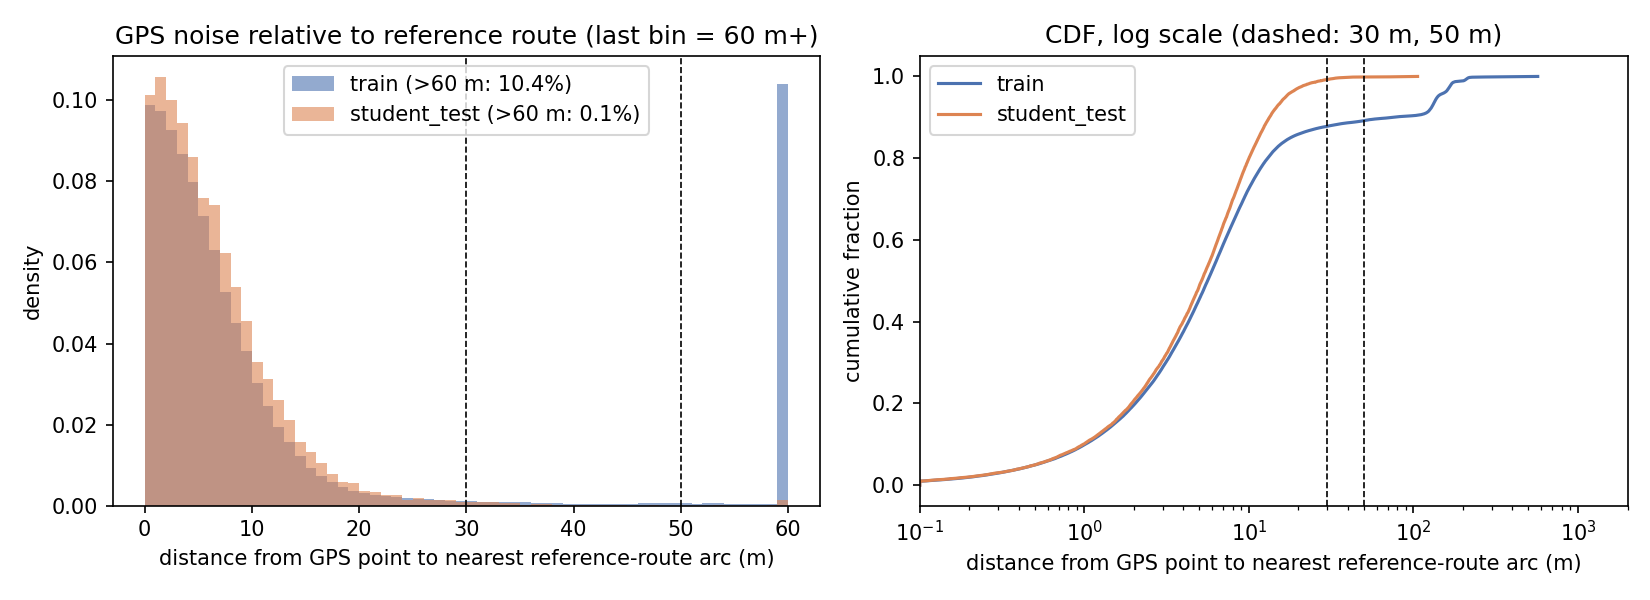 GPS noise relative to reference route (last bin = 60 m+)
train (>60 m: 10.4%)
student_test (>60 m: 0.1%)
density
0.10
0.08
0.06
0.04
0.02
0.00
0 10 20 30 40 50 60
distance from GPS point to nearest reference-route arc (m)
CDF, log scale (dashed: 30 m, 50 m)
train
student_test
cumulative fraction
1.0
0.8
0.6
0.4
0.2
0.0
10⁻¹ 10⁰ 10¹ 10² 10³
distance from GPS point to nearest reference-route arc (m)